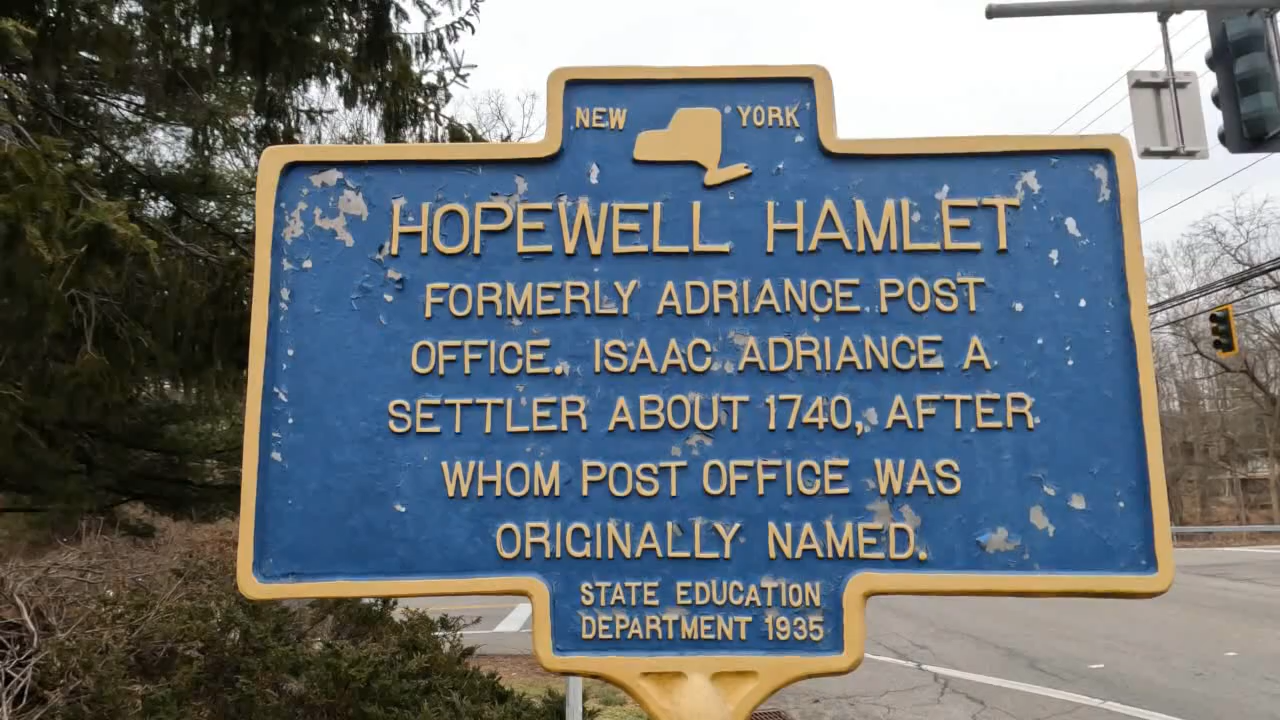 NEW YORK
HOPEWELL HAMLET
FORMERLY ADRIANCE POST
OFFICE. ISAAC ADRIANCE A
SETTLER ABOUT 1740, AFTER
WHOM POST OFFICE WAS
ORIGINALLY NAMED.
STATE EDUCATION
DEPARTMENT 1935